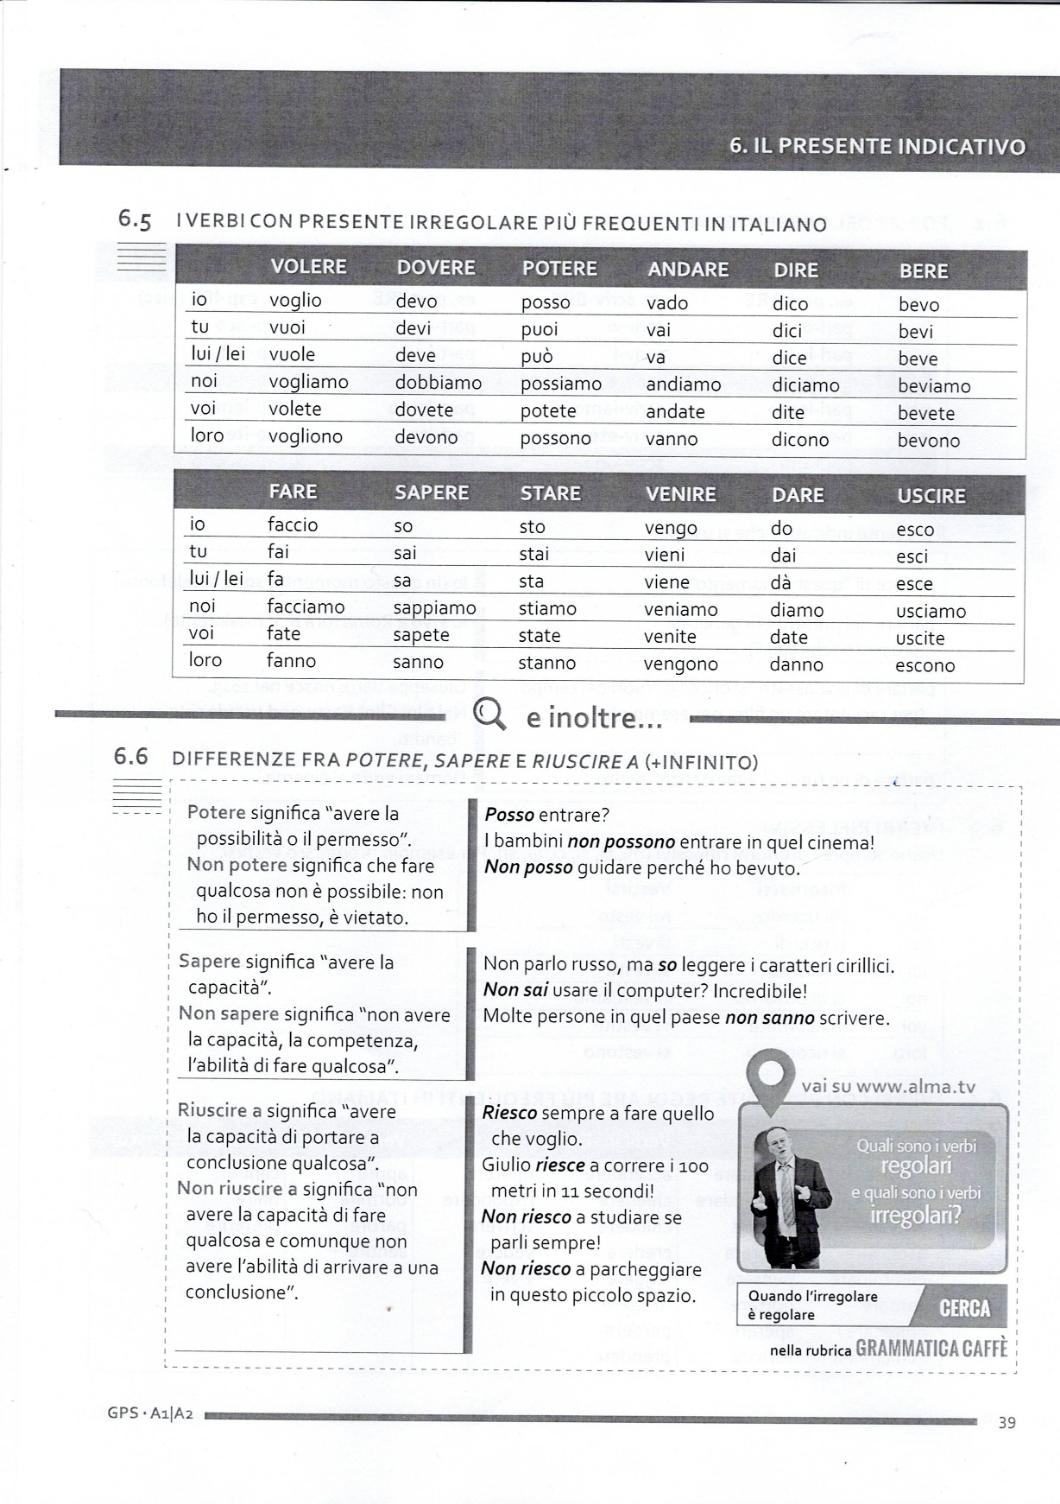 6. IL PRESENTE INDICATIVO
6.5 I VERBI CON PRESENTE IRREGOLARE PIÙ FREQUENTI IN ITALIANO
VOLERE DOVERE POTERE ANDARE DIRE BERE
io voglio devo posso vado dico bevo
tu vuoi devi puoi vai dici bevi
lui / lei vuole deve può va dice beve
noi vogliamo dobbiamo possiamo andiamo diciamo beviamo
voi volete dovete potete andate dite bevete
loro vogliono devono possono vanno dicono bevono
FARE SAPERE STARE VENIRE DARE USCIRE
io faccio so sto vengo do esco
tu fai sai stai vieni dai esci
lui / lei fa sa sta viene dà esce
noi facciamo sappiamo stiamo veniamo diamo usciamo
voi fate sapete state venite date uscite
loro fanno sanno stanno vengono danno escono
e inoltre...
6.6 DIFFERENZE FRA POTERE, SAPERE E RIUSCIRE A (+INFINITO)
Potere significa "avere la
possibilità o il permesso".
Non potere significa che fare
qualcosa non è possibile: non
ho il permesso, è vietato.
Posso entrare?
I bambini non possono entrare in quel cinema!
Non posso guidare perché ho bevuto.
Sapere significa "avere la
capacità".
Non sapere significa "non avere
la capacità, la competenza,
l'abilità di fare qualcosa".
Non parlo russo, ma so leggere i caratteri cirillici.
Non sai usare il computer? Incredibile!
Molte persone in quel paese non sanno scrivere.
Riuscire a significa "avere
la capacità di portare a
conclusione qualcosa".
Non riuscire a significa "non
avere la capacità di fare
qualcosa e comunque non
avere l'abilità di arrivare a una
conclusione".
Riesco sempre a fare quello
che voglio.
Giulio riesce a correre i 100
metri in 11 secondi!
Non riesco a studiare se
parli sempre!
Non riesco a parcheggiare
in questo piccolo spazio.
vai su www.alma.tv
Quali sono i verbi
regolari
e quali sono i verbi
irregolari?
Quando l'irregolare
è regolare
CERCA
nella rubrica GRAMMATICA CAFFÈ
GPS · A1|A2
39